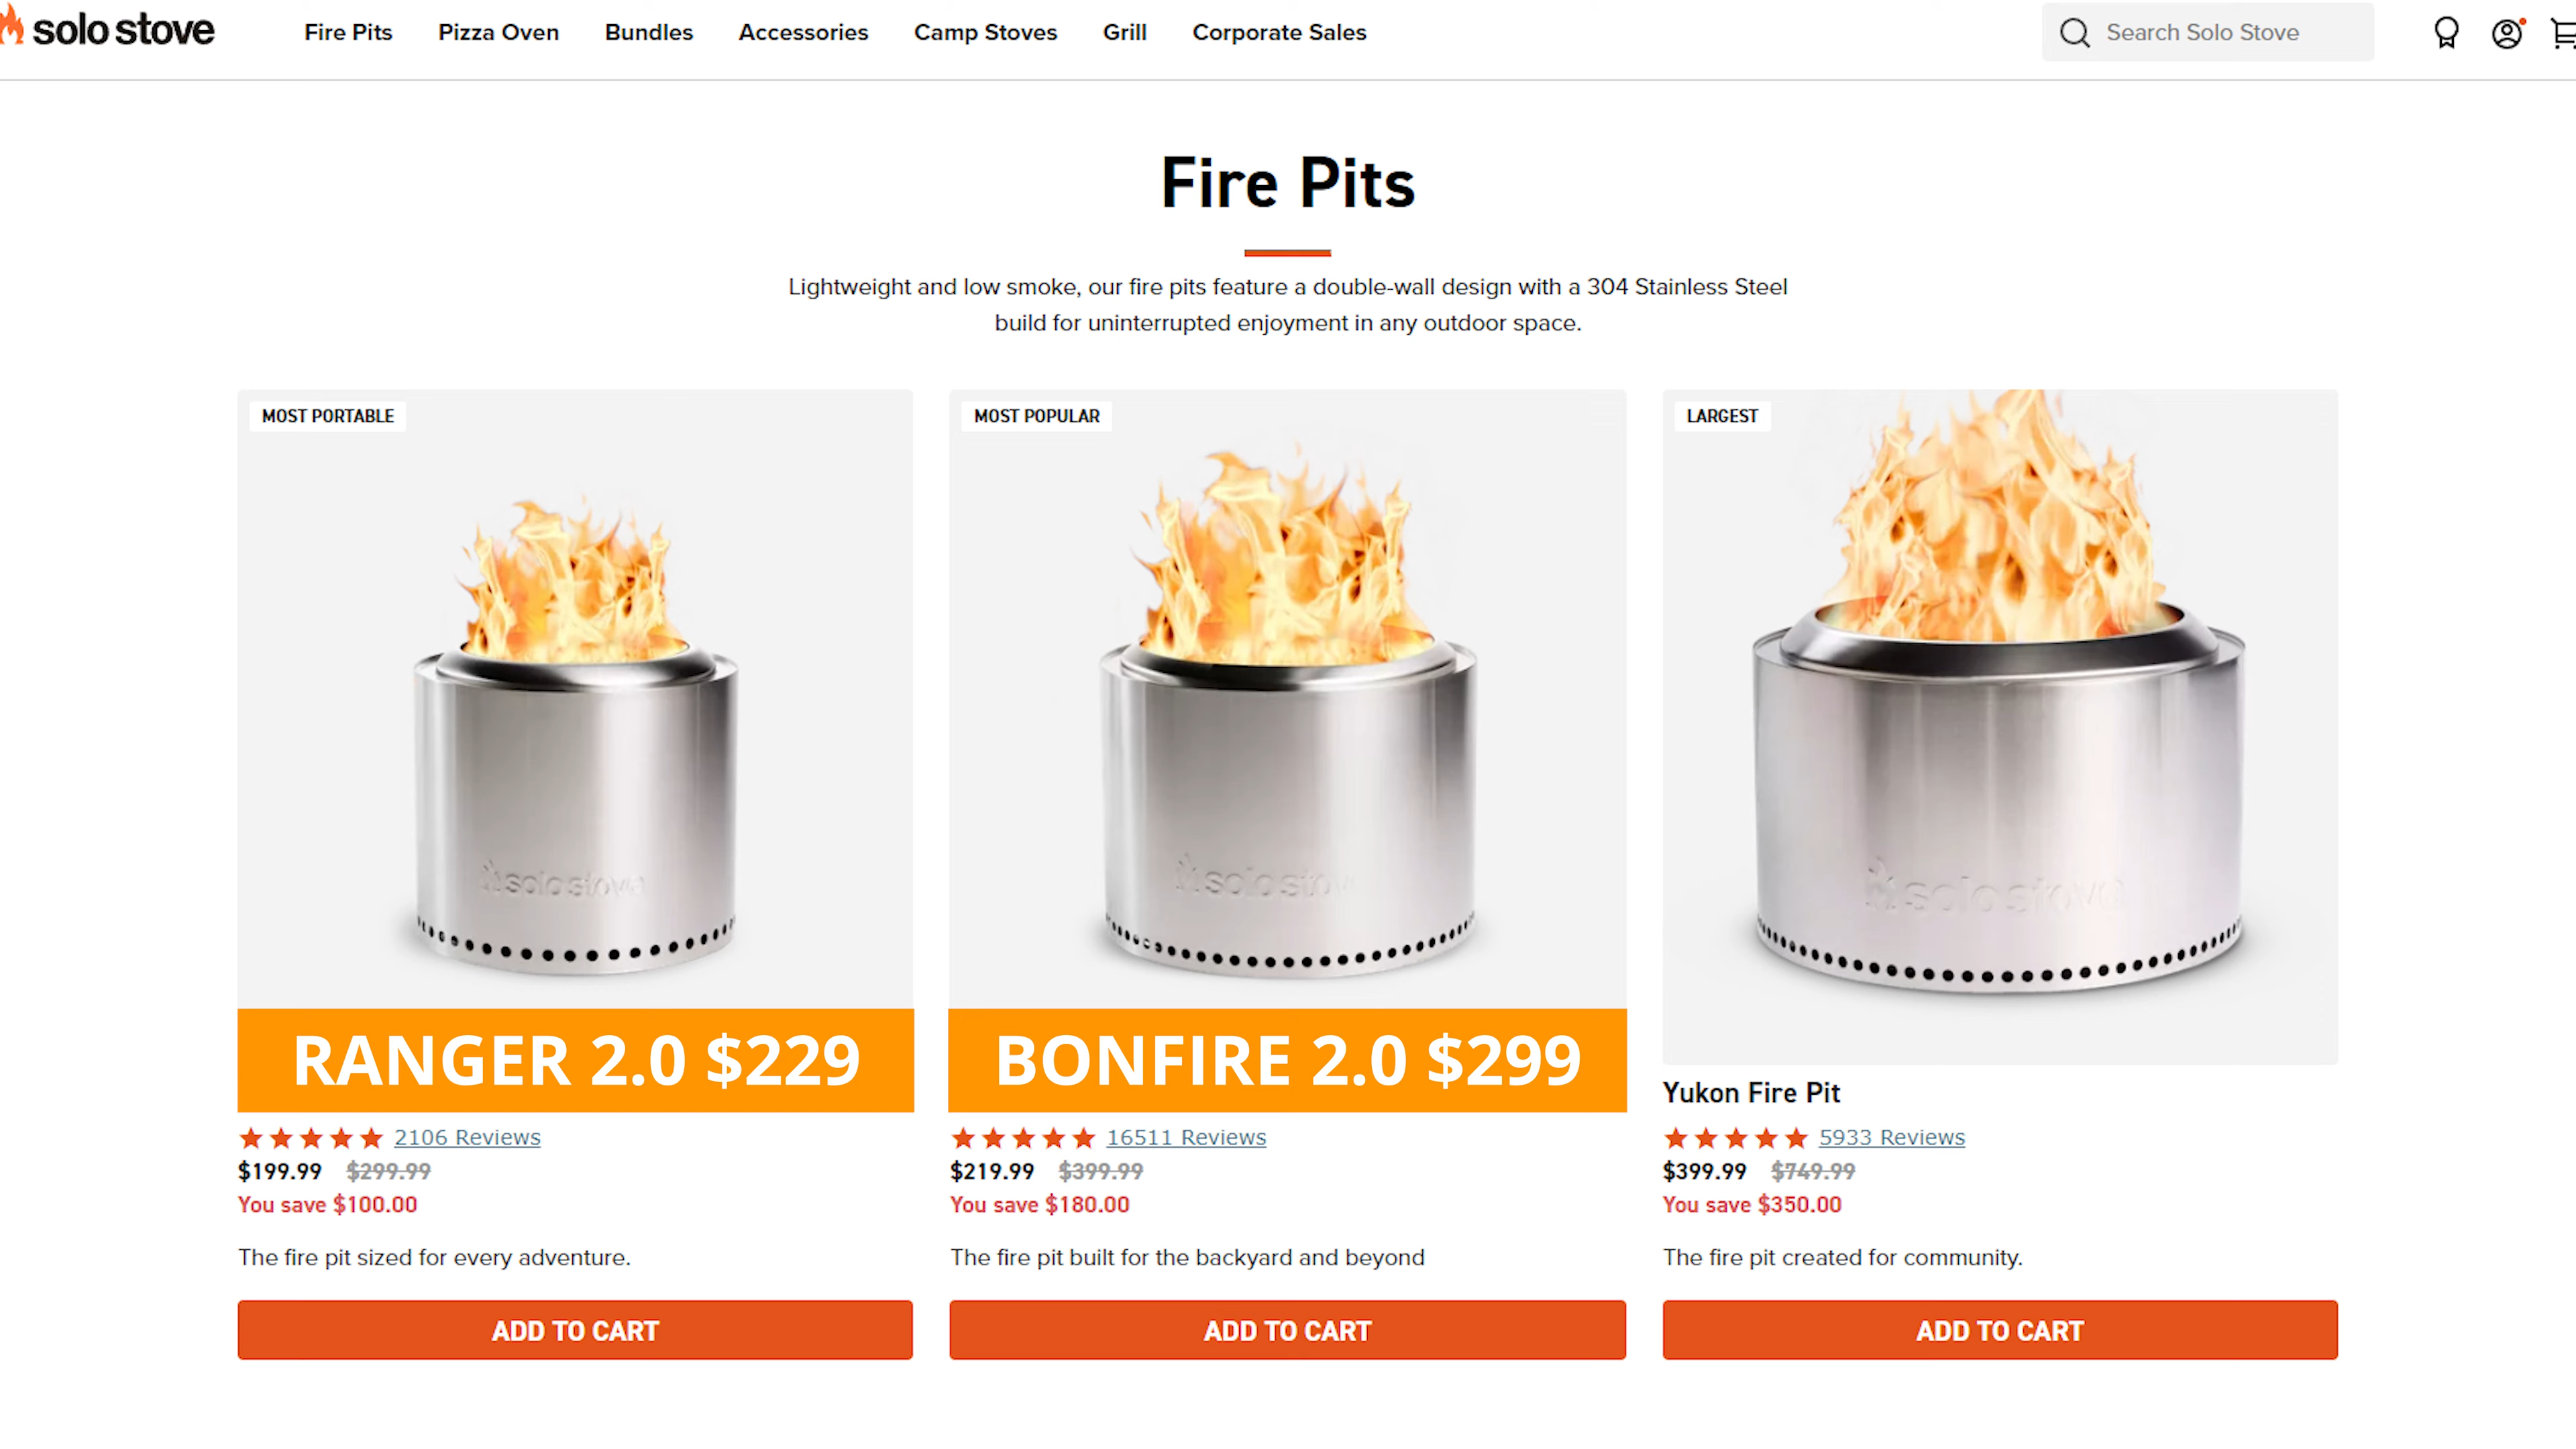 solo stove
Fire Pits
Pizza Oven
Bundles
Accessories
Camp Stoves
Grill
Corporate Sales
Search Solo Stove
Fire Pits
Lightweight and low smoke, our fire pits feature a double-wall design with a 304 Stainless Steel
build for uninterrupted enjoyment in any outdoor space.
MOST PORTABLE
solo stove
RANGER 2.0 $229
2106 Reviews
$199.99 $299.99
You save $100.00
The fire pit sized for every adventure.
ADD TO CART
MOST POPULAR
solo stov
BONFIRE 2.0 $299
16511 Reviews
$219.99 $399.99
You save $180.00
The fire pit built for the backyard and beyond
ADD TO CART
LARGEST
solo stove
Yukon Fire Pit
5933 Reviews
$399.99 $749.99
You save $350.00
The fire pit created for community.
ADD TO CART